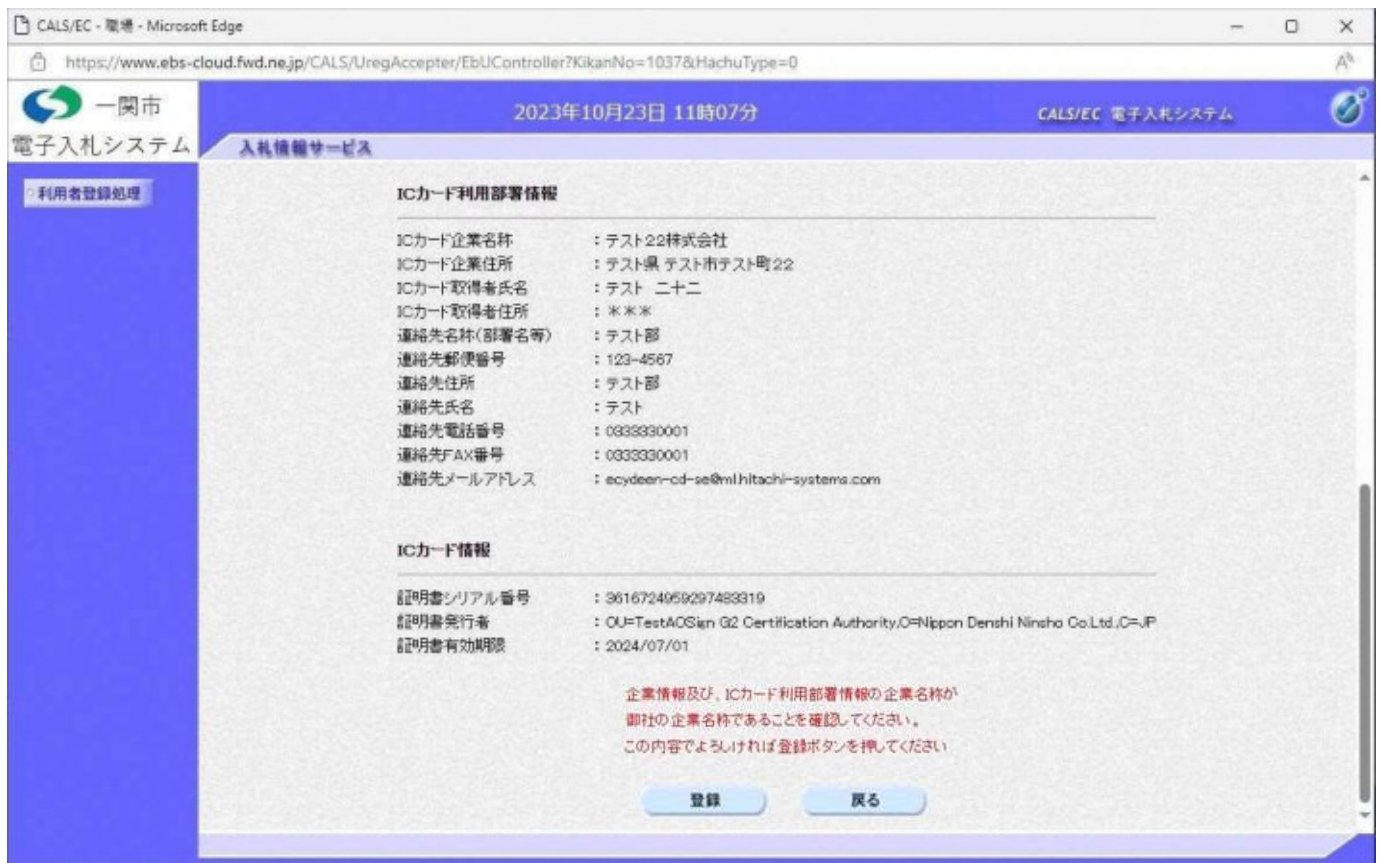 CALS/EC - 職場 - Microsoft Edge
https://www.ebs-cloud.fwd.ne.jp/CALS/UregAccepter/EbUController?KikanNo=1037&HachuType=0
一関市
電子入札システム
2023年10月23日 11時07分
CALS/EC 電子入札システム
入札情報サービス
利用者登録処理
ICカード利用部署情報
ICカード企業名称 : テスト22株式会社
ICカード企業住所 : テスト県 テスト市テスト町22
ICカード取得者氏名 : テスト 二十二
ICカード取得者住所 : ***
連絡先名称(部署名等) : テスト部
連絡先郵便番号 : 123-4567
連絡先住所 : テスト部
連絡先氏名 : テスト
連絡先電話番号 : 0333330001
連絡先FAX番号 : 0333330001
連絡先メールアドレス : ecydeen-cd-se@ml.hitachi-systems.com
ICカード情報
証明書シリアル番号 : 3616724959297483319
証明書発行者 : OU=TestAOSign G2 Certification Authority,O=Nippon Denshi Ninsho Co.Ltd.,C=JP
証明書有効期限 : 2024/07/01
企業情報及び、ICカード利用部署情報の企業名称が
御社の企業名称であることを確認してください。
この内容でよろしければ登録ボタンを押してください
登録 戻る